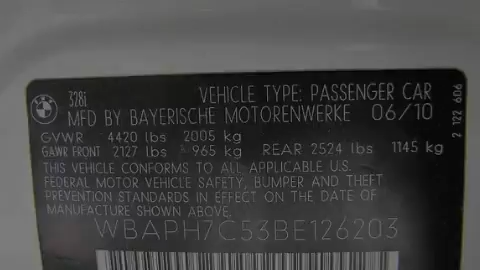 328i
VEHICLE TYPE: PASSENGER CAR
MFD BY BAYERISCHE MOTORENWERKE 06/10
GVWR 4420 lbs 2005 kg
GAWR FRONT 2127 lbs 965 kg REAR 2524 lbs 1145 kg
THIS VEHICLE CONFORMS TO ALL APPLICABLE U.S.
FEDERAL MOTOR VEHICLE SAFETY, BUMPER AND THEFT
PREVENTION STANDARDS IN EFFECT ON THE DATE
OF MANUFACTURE SHOWN ABOVE.
WBAPH7C53BE126203
2 122 606